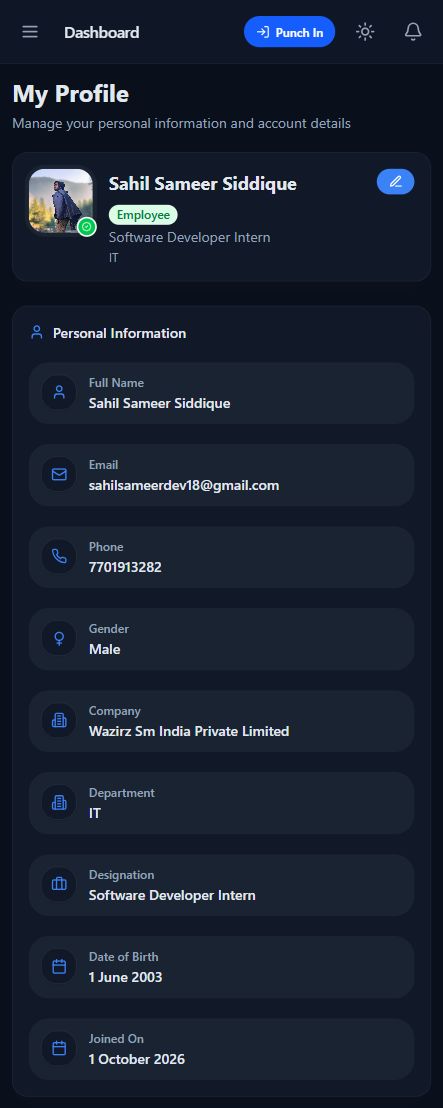 Dashboard
Punch In
My Profile
Manage your personal information and account details
Sahil Sameer Siddique
Employee
Software Developer Intern
IT
Personal Information
Full Name
Sahil Sameer Siddique
Email
sahilsameerdev18@gmail.com
Phone
7701913282
Gender
Male
Company
Wazirz Sm India Private Limited
Department
IT
Designation
Software Developer Intern
Date of Birth
1 June 2003
Joined On
1 October 2026